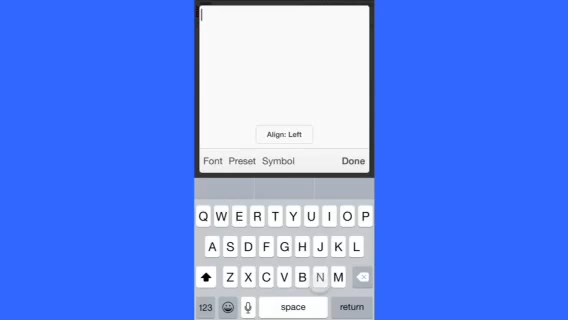 Align: Left
Font Preset Symbol Done
Q W E R T Y U I O P
A S D F G H J K L
Z X C V B N M
123 space return